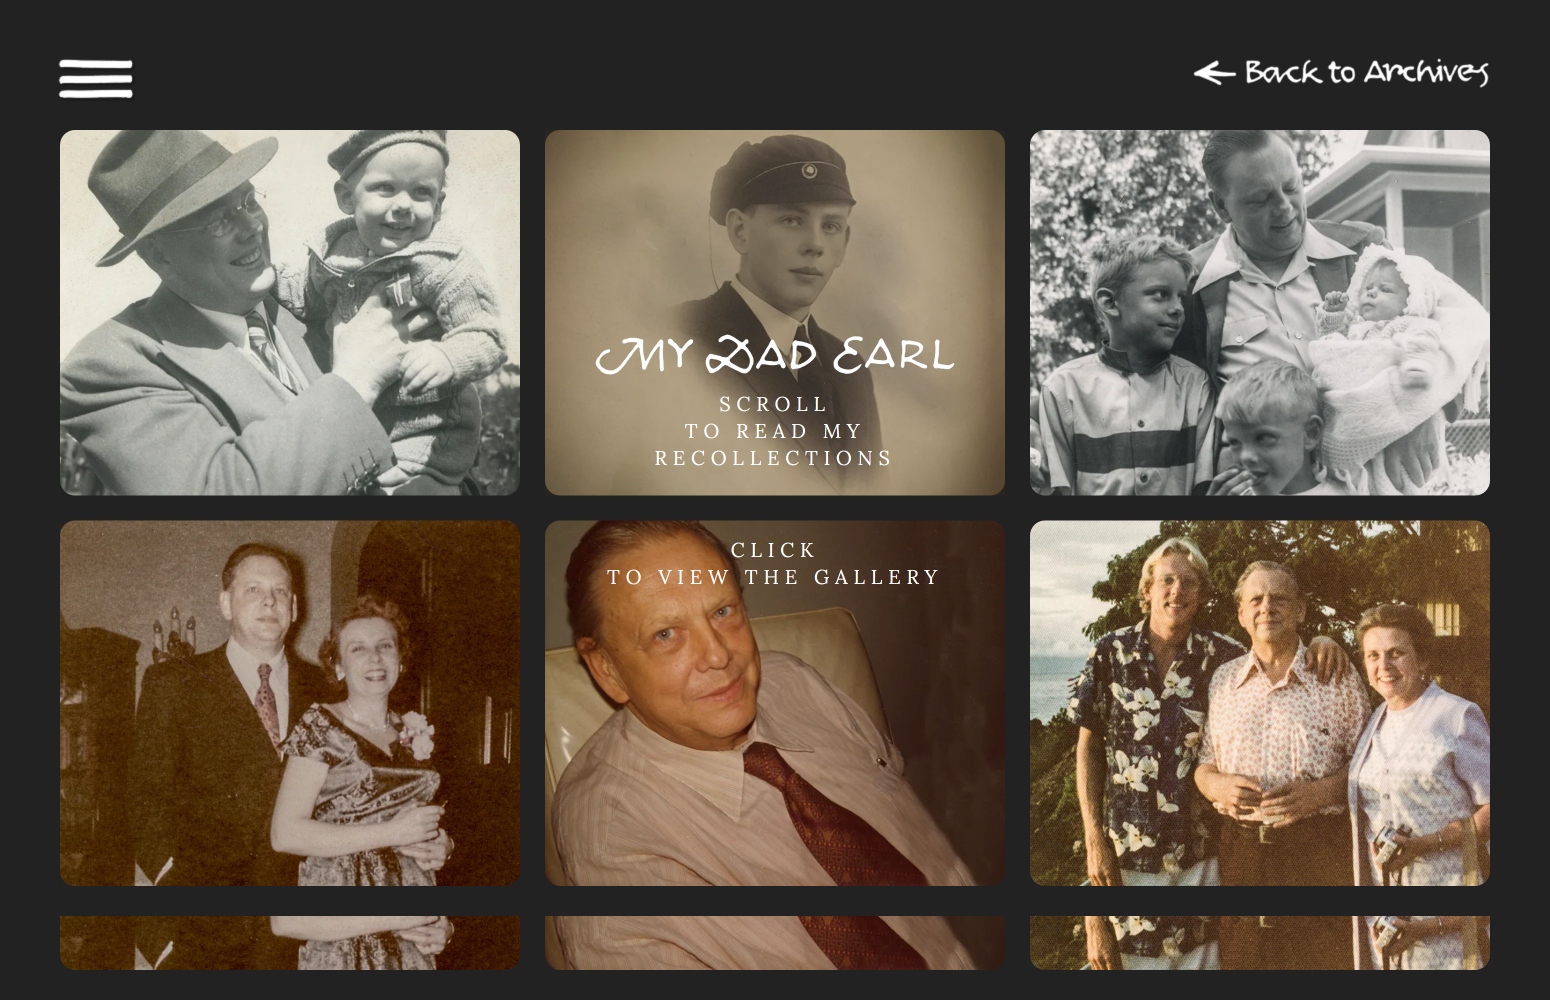 Back to Archives
MY DAD EARL
SCROLL
TO READ MY
RECOLLECTIONS
CLICK
TO VIEW THE GALLERY